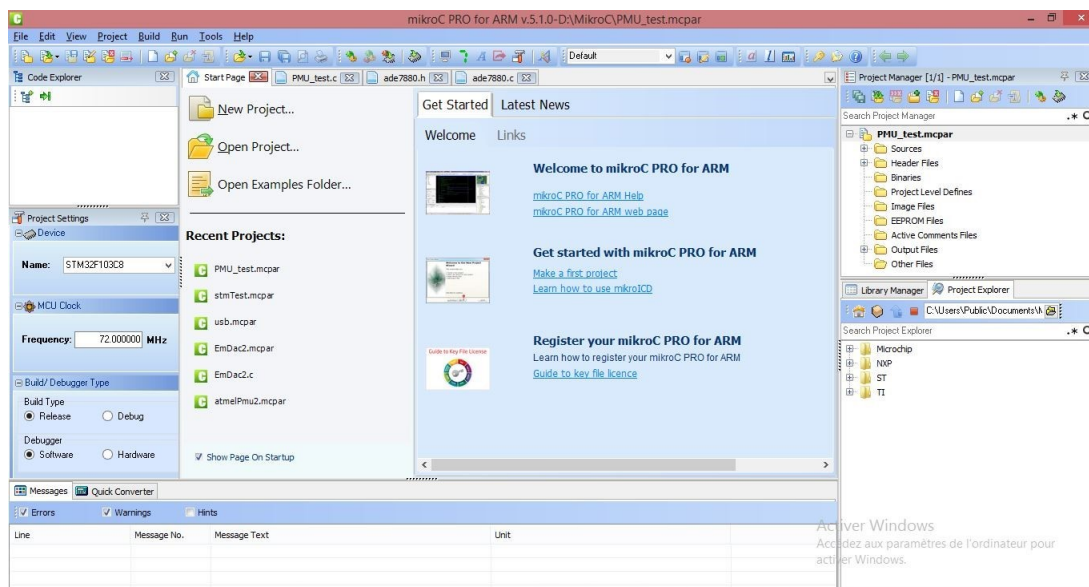 mikroC PRO for ARM v.5.1.0-D:\MikroC\PMU_test.mcpar
File Edit View Project Build Run Tools Help
Default
Code Explorer
Start Page PMU_test.c ade7880.h ade7880.c
Project Manager [1/1] - PMU_test.mcpar
Search Project Manager
PMU_test.mcpar
Sources
Header Files
Binaries
Project Level Defines
Image Files
EEPROM Files
Active Comments Files
Output Files
Other Files
New Project...
Open Project...
Open Examples Folder...
Recent Projects:
PMU_test.mcpar
stmTest.mcpar
usb.mcpar
EmDac2.mcpar
EmDac2.c
atmelPmu2.mcpar
Show Page On Startup
Get Started Latest News
Welcome Links
Welcome to mikroC PRO for ARM
mikroC PRO for ARM Help
mikroC PRO for ARM web page
Get started with mikroC PRO for ARM
Make a first project
Learn how to use mikroICD
Guide to Key File License
Register your mikroC PRO for ARM
Learn how to register your mikroC PRO for ARM
Guide to key file licence
Project Settings
Device
Name: STM32F103C8
MCU Clock
Frequency: 72.000000 MHz
Build/ Debugger Type
Build Type
Release Debug
Debugger
Software Hardware
Library Manager Project Explorer
C:\Users\Public\Documents\M
Search Project Explorer
Microchip
NXP
ST
TI
Messages Quick Converter
Errors Warnings Hints
Line Message No. Message Text Unit
Activer Windows
Accédez aux paramètres de l'ordinateur pour
activer Windows.